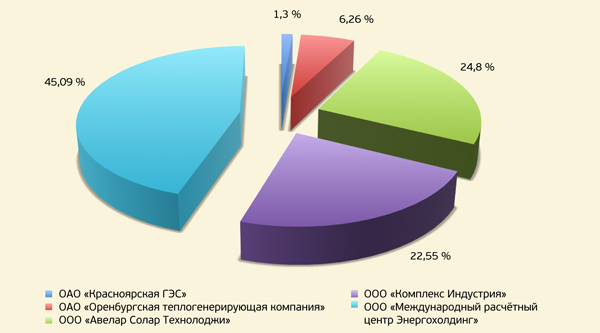 1,3 %
6,26 %
45,09 %
24,8 %
22,55 %
ОАО «Красноярская ГЭС»
ОАО «Оренбургская теплогенерирующая компания»
ООО «Авелар Солар Технолоджи»
ООО «Комплекс Индустрия»
ООО «Международный расчётный
центр Энергохолдинг»